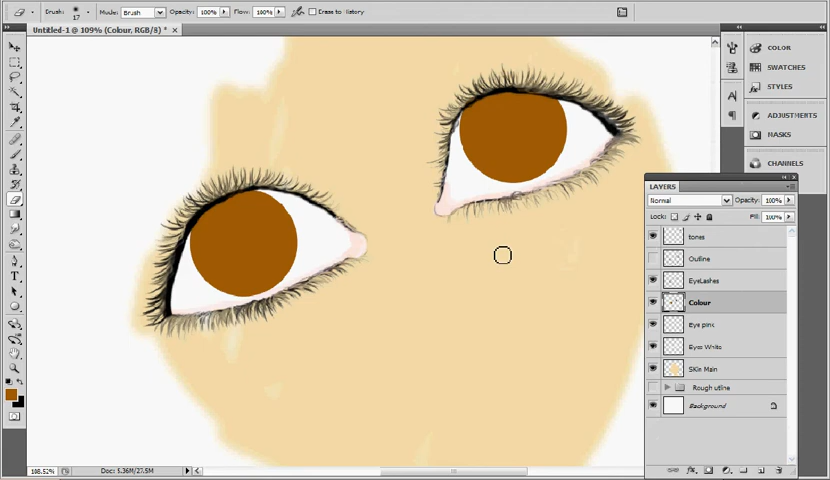 Brush: 17 Mode: Brush Opacity: 100% Flow: 100% Erase to History
Untitled-1 @ 109% (Colour, RGB/8) *
COLOR
SWATCHES
STYLES
ADJUSTMENTS
MASKS
CHANNELS
LAYERS
Normal Opacity: 100%
Lock: Fill: 100%
tones
Outline
EyeLashes
Colour
Eye pink
Eyes White
SKin Main
Rough utline
Background
108.52% Doc: 5.36M/27.5M